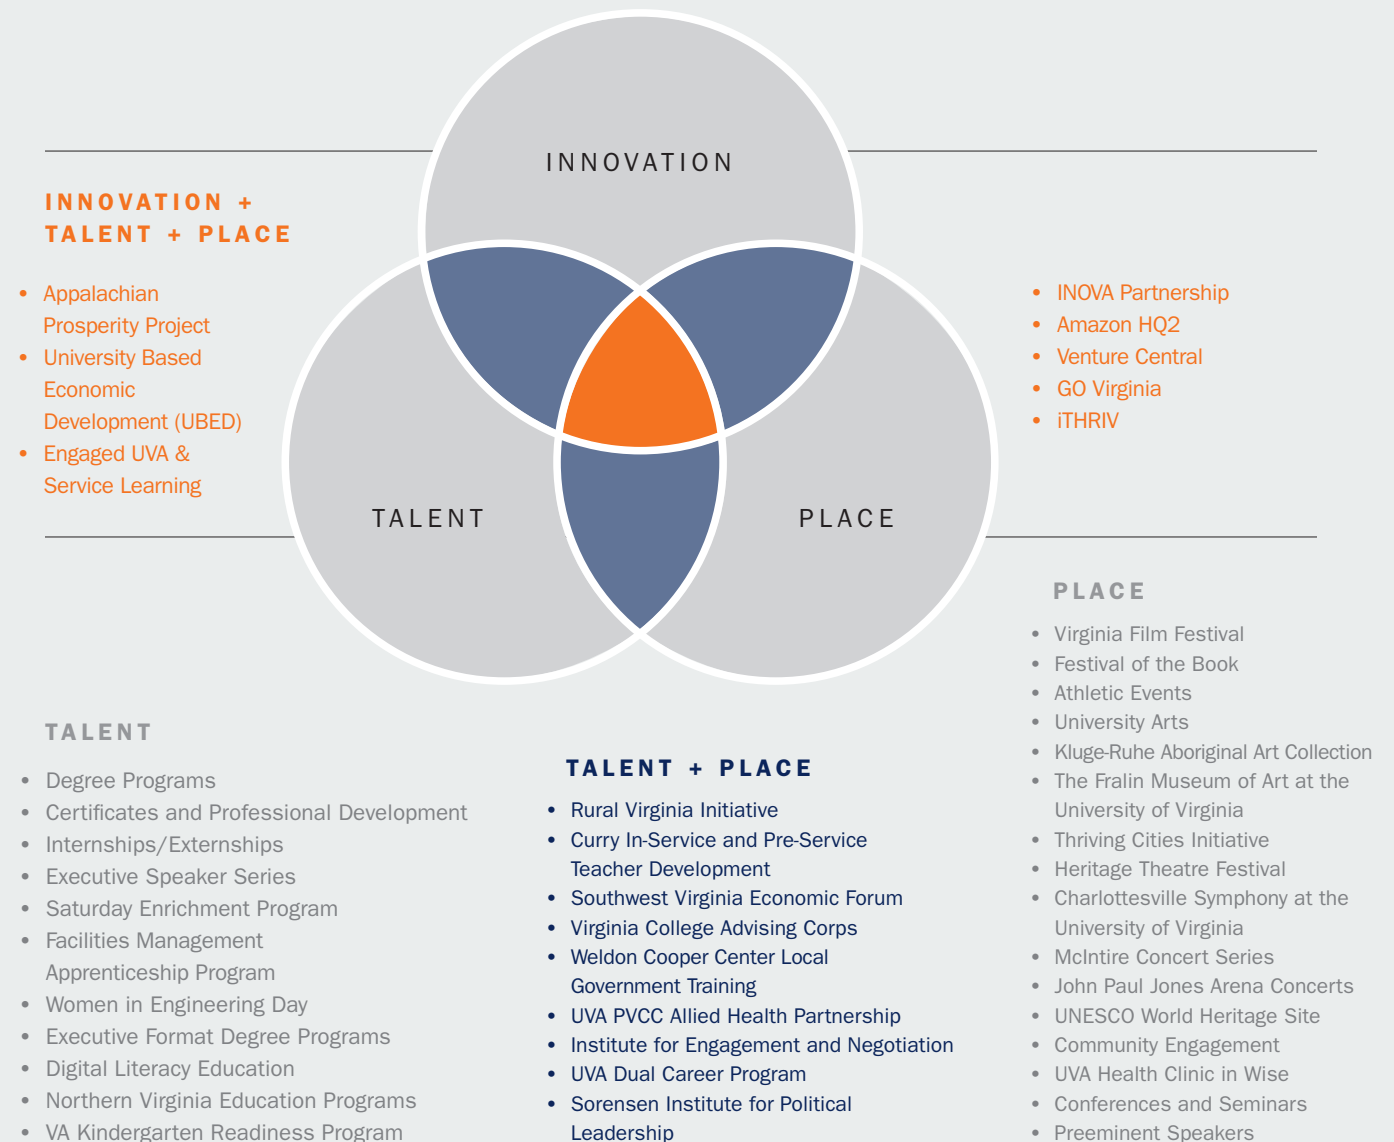 INNOVATION
INNOVATION +
TALENT + PLACE
• Appalachian
Prosperity Project
• University Based
Economic
Development (UBED)
• Engaged UVA &
Service Learning
• INOVA Partnership
• Amazon HQ2
• Venture Central
• GO Virginia
• iTHRIV
TALENT
PLACE
TALENT
• Degree Programs
• Certificates and Professional Development
• Internships/Externships
• Executive Speaker Series
• Saturday Enrichment Program
• Facilities Management
Apprenticeship Program
• Women in Engineering Day
• Executive Format Degree Programs
• Digital Literacy Education
• Northern Virginia Education Programs
• VA Kindergarten Readiness Program
TALENT + PLACE
• Rural Virginia Initiative
• Curry In-Service and Pre-Service
Teacher Development
• Southwest Virginia Economic Forum
• Virginia College Advising Corps
• Weldon Cooper Center Local
Government Training
• UVA PVCC Allied Health Partnership
• Institute for Engagement and Negotiation
• UVA Dual Career Program
• Sorensen Institute for Political
Leadership
PLACE
• Virginia Film Festival
• Festival of the Book
• Athletic Events
• University Arts
• Kluge-Ruhe Aboriginal Art Collection
• The Fralin Museum of Art at the
University of Virginia
• Thriving Cities Initiative
• Heritage Theatre Festival
• Charlottesville Symphony at the
University of Virginia
• McIntire Concert Series
• John Paul Jones Arena Concerts
• UNESCO World Heritage Site
• Community Engagement
• UVA Health Clinic in Wise
• Conferences and Seminars
• Preeminent Speakers